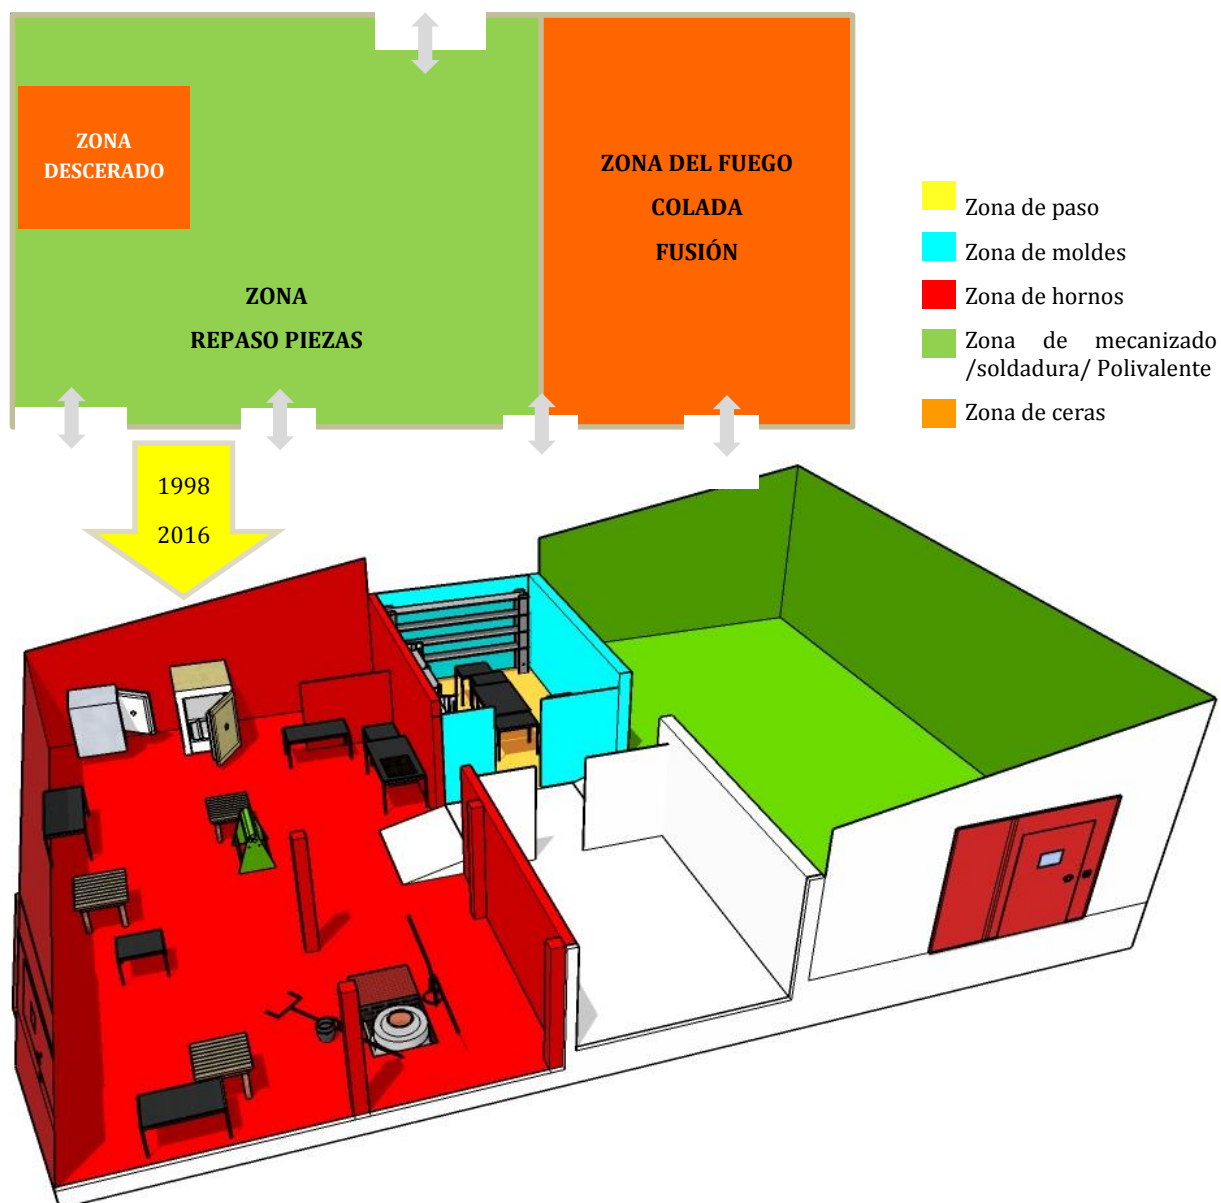 ZONA
DESCERADO
ZONA DEL FUEGO
COLADA
FUSIÓN
ZONA
REPASO PIEZAS
Zona de paso
Zona de moldes
Zona de hornos
Zona de mecanizado
/soldadura/ Polivalente
Zona de ceras
1998
2016